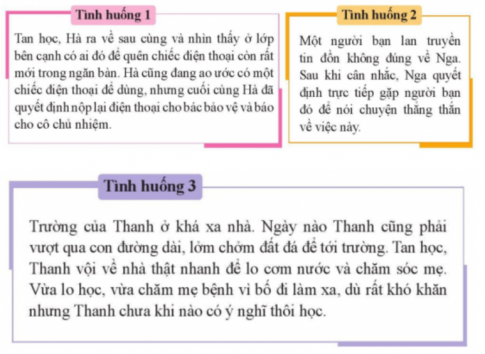 Tình huống 1
Tan học, Hà ra về sau cùng và nhìn thấy ở lớp
bên cạnh có ai đó để quên chiếc điện thoại còn rất
mới trong ngăn bàn. Hà cũng đang ao ước có một
chiếc điện thoại để dùng, nhưng cuối cùng Hà đã
quyết định nộp lại điện thoại cho bác bảo vệ và báo
cho cô chủ nhiệm.
Tình huống 2
Một người bạn lan truyền
tin đồn không đúng về Nga.
Sau khi cân nhắc, Nga quyết
định trực tiếp gặp người bạn
đó để nói chuyện thẳng thắn
về việc này.
Tình huống 3
Trường của Thanh ở khá xa nhà. Ngày nào Thanh cũng phải
vượt qua con đường dài, lởm chởm đất đá để tới trường. Tan học,
Thanh vội về nhà thật nhanh để lo cơm nước và chăm sóc mẹ.
Vừa lo học, vừa chăm mẹ bệnh vì bố đi làm xa, dù rất khó khăn
nhưng Thanh chưa khi nào có ý nghĩ thôi học.